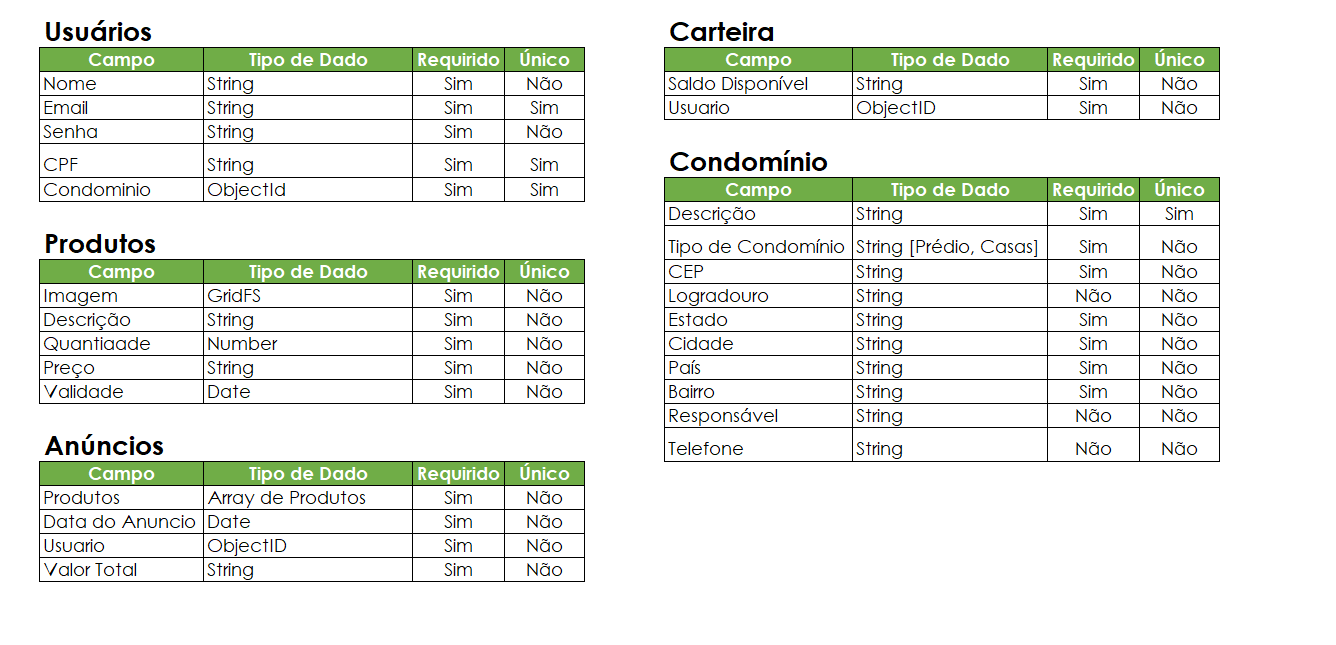 Usuários
Campo Tipo de Dado Requirido Único
Nome String Sim Não
Email String Sim Sim
Senha String Sim Não
CPF String Sim Sim
Condominio ObjectId Sim Sim
Produtos
Campo Tipo de Dado Requirido Único
Imagem GridFS Sim Não
Descrição String Sim Não
Quantiaade Number Sim Não
Preço String Sim Não
Validade Date Sim Não
Anúncios
Campo Tipo de Dado Requirido Único
Produtos Array de Produtos Sim Não
Data do Anuncio Date Sim Não
Usuario ObjectID Sim Não
Valor Total String Sim Não
Carteira
Campo Tipo de Dado Requirido Único
Saldo Disponível String Sim Não
Usuario ObjectID Sim Não
Condomínio
Campo Tipo de Dado Requirido Único
Descrição String Sim Sim
Tipo de Condomínio String [Prédio, Casas] Sim Não
CEP String Sim Não
Logradouro String Não Não
Estado String Sim Não
Cidade String Sim Não
País String Sim Não
Bairro String Sim Não
Responsável String Não Não
Telefone String Não Não